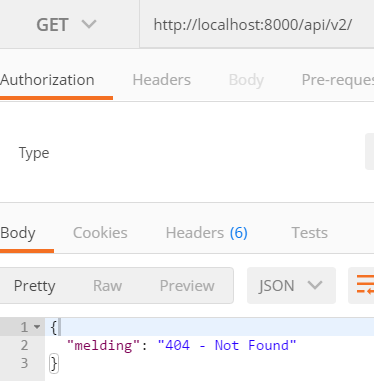 GET http://localhost:8000/api/v2/
Authorization Headers Body Pre-reque
Type
Body Cookies Headers (6) Tests
Pretty Raw Preview JSON
1 {
2 "melding": "404 - Not Found"
3 }